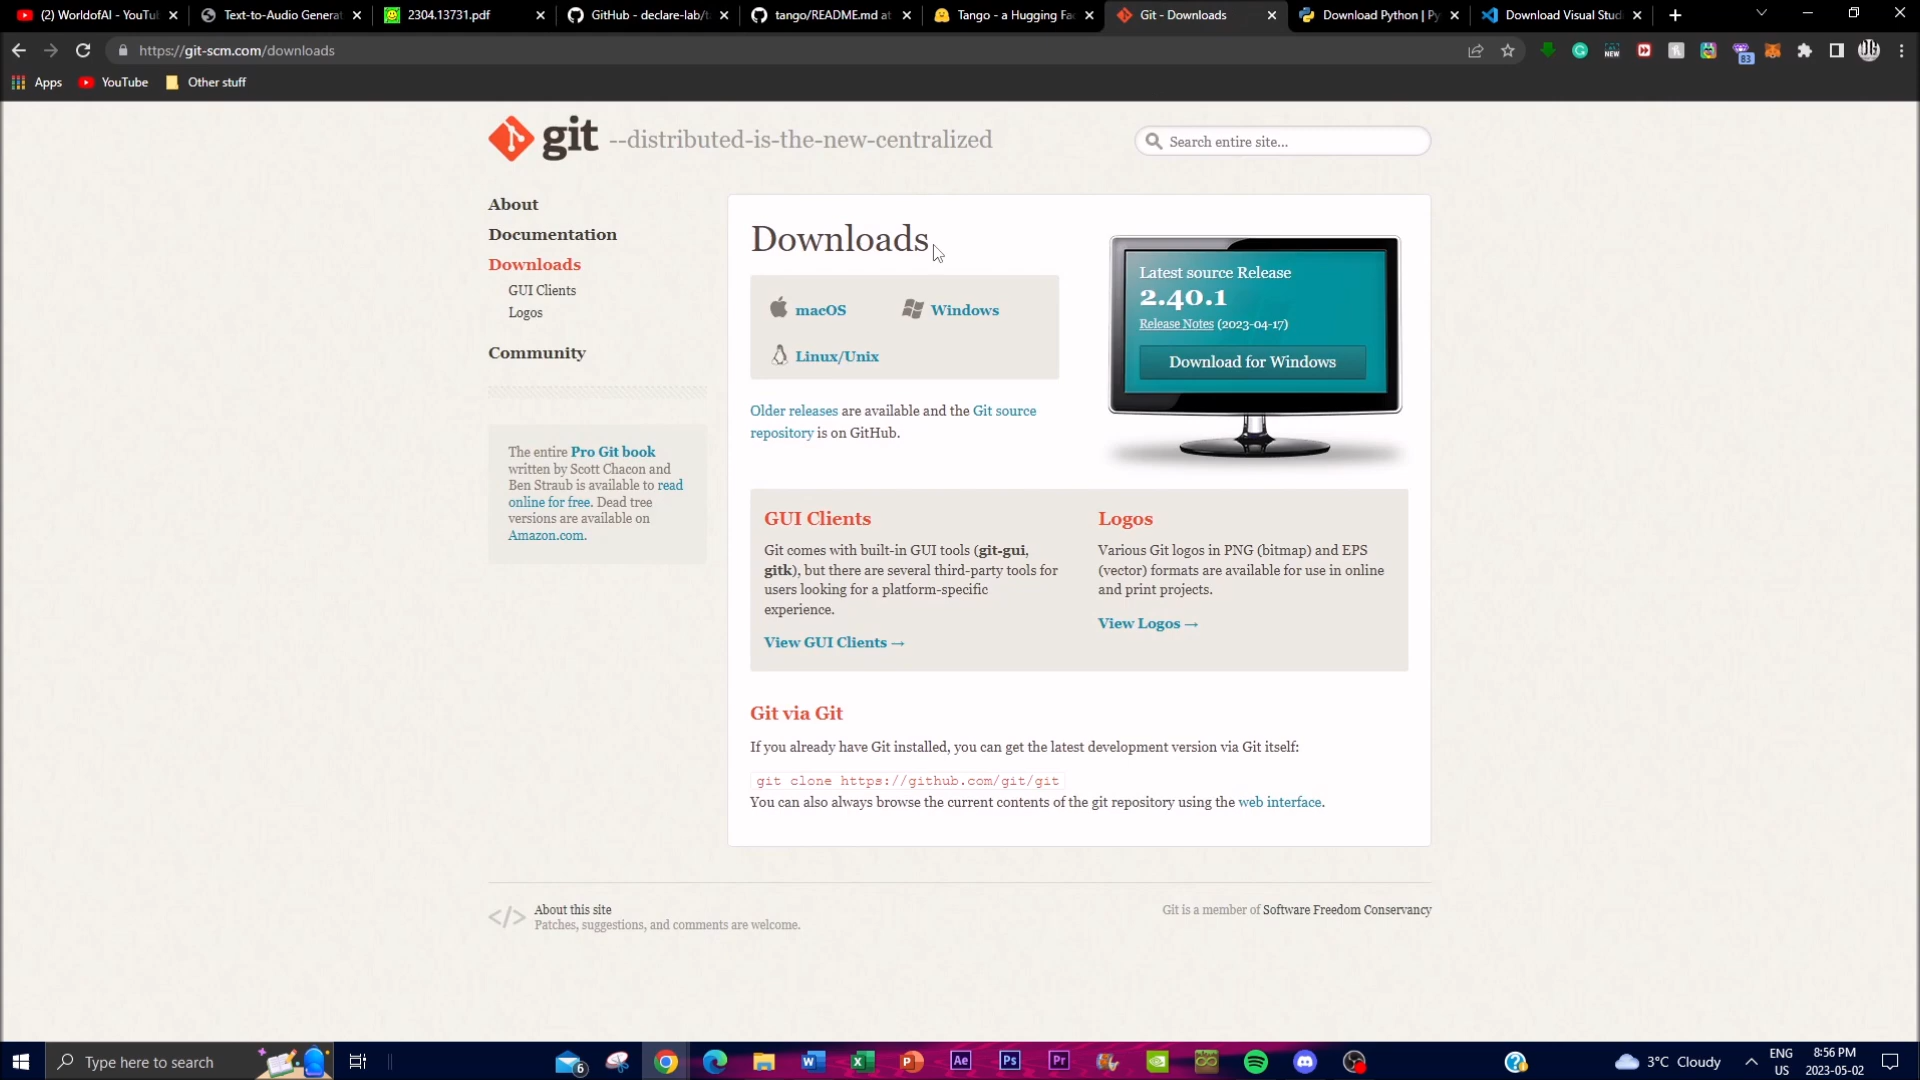 (2) WorldofAI - YouTu
Text-to-Audio Generat
2304.13731.pdf
GitHub - declare-lab/ta
tango/README.md at
Tango - a Hugging Fac
Git - Downloads
Download Python | Py
Download Visual Stud
https://git-scm.com/downloads
NEW
83
Apps
YouTube
Other stuff
git --distributed-is-the-new-centralized
Search entire site...
About
Documentation
Downloads
GUI Clients
Logos
Community
The entire Pro Git book
written by Scott Chacon and
Ben Straub is available to read
online for free. Dead tree
versions are available on
Amazon.com.
Downloads
macOS
Windows
Linux/Unix
Older releases are available and the Git source
repository is on GitHub.
Latest source Release
2.40.1
Release Notes (2023-04-17)
Download for Windows
GUI Clients
Git comes with built-in GUI tools (git-gui,
gitk), but there are several third-party tools for
users looking for a platform-specific
experience.
View GUI Clients →
Logos
Various Git logos in PNG (bitmap) and EPS
(vector) formats are available for use in online
and print projects.
View Logos →
Git via Git
If you already have Git installed, you can get the latest development version via Git itself:
git clone https://github.com/git/git
You can also always browse the current contents of the git repository using the web interface.
</> About this site
Patches, suggestions, and comments are welcome.
Git is a member of Software Freedom Conservancy
Type here to search
6
W
X
P
Ae
Ps
Pr
3°C Cloudy
ENG
US
8:56 PM
2023-05-02